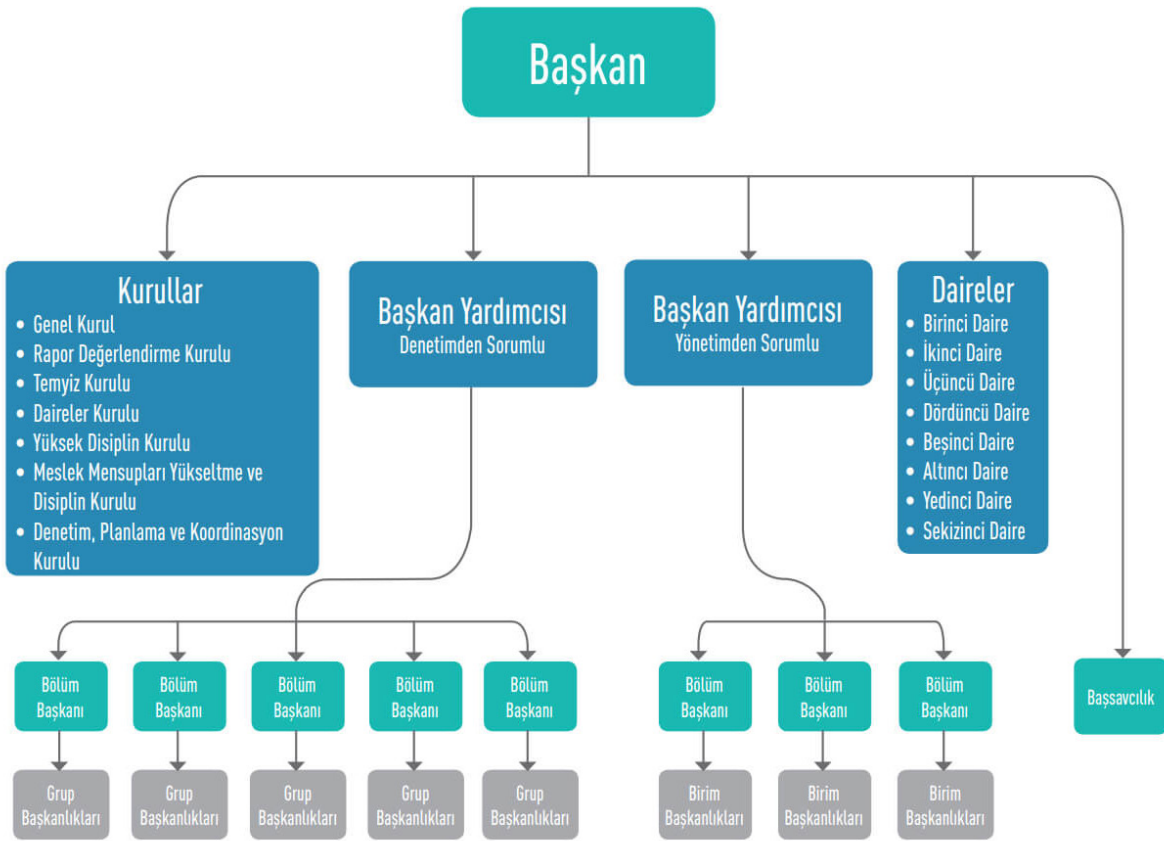 Başkan
Kurullar
• Genel Kurul
• Rapor Değerlendirme Kurulu
• Temyiz Kurulu
• Daireler Kurulu
• Yüksek Disiplin Kurulu
• Meslek Mensupları Yükseltme ve
Disiplin Kurulu
• Denetim, Planlama ve Koordinasyon
Kurulu
Başkan Yardımcısı
Denetimden Sorumlu
Başkan Yardımcısı
Yönetimden Sorumlu
Daireler
• Birinci Daire
• İkinci Daire
• Üçüncü Daire
• Dördüncü Daire
• Beşinci Daire
• Altıncı Daire
• Yedinci Daire
• Sekizinci Daire
Bölüm
Başkanı
Bölüm
Başkanı
Bölüm
Başkanı
Bölüm
Başkanı
Bölüm
Başkanı
Bölüm
Başkanı
Bölüm
Başkanı
Bölüm
Başkanı
Başsavcılık
Grup
Başkanlıkları
Grup
Başkanlıkları
Grup
Başkanlıkları
Grup
Başkanlıkları
Grup
Başkanlıkları
Birim
Başkanlıkları
Birim
Başkanlıkları
Birim
Başkanlıkları